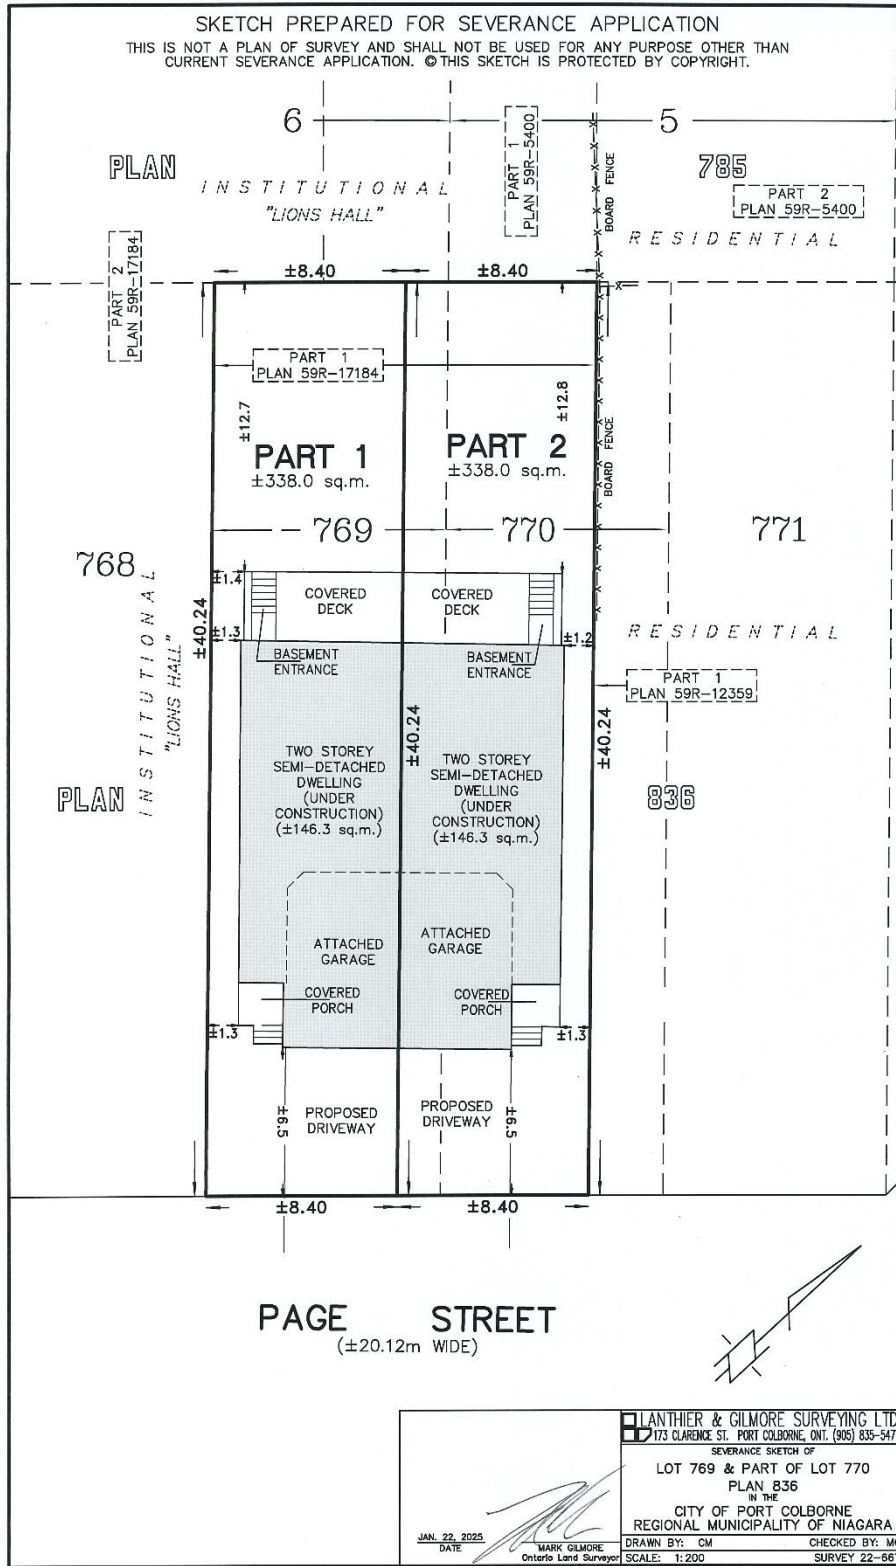 SKETCH PREPARED FOR SEVERANCE APPLICATION
THIS IS NOT A PLAN OF SURVEY AND SHALL NOT BE USED FOR ANY PURPOSE OTHER THAN
CURRENT SEVERANCE APPLICATION. ©THIS SKETCH IS PROTECTED BY COPYRIGHT.
6
5
PART 1
PLAN 59R-5400
BOARD FENCE
PLAN
785
INSTITUTIONAL
"LIONS HALL"
PART 2
PLAN 59R-5400
RESIDENTIAL
PART 2
PLAN 59R-17184
±8.40
±8.40
PART 1
PLAN 59R-17184
±12.7
±12.8
PART 1
±338.0 sq.m.
PART 2
±338.0 sq.m.
BOARD FENCE
769
770
771
768
INSTITUTIONAL
"LIONS HALL"
±1.4
COVERED
DECK
COVERED
DECK
±40.24
±1.3
±1.2
RESIDENTIAL
BASEMENT
ENTRANCE
BASEMENT
ENTRANCE
PART 1
PLAN 59R-12359
±40.24
±40.24
TWO STOREY
SEMI-DETACHED
DWELLING
(UNDER
CONSTRUCTION)
(±146.3 sq.m.)
TWO STOREY
SEMI-DETACHED
DWELLING
(UNDER
CONSTRUCTION)
(±146.3 sq.m.)
PLAN
836
ATTACHED
GARAGE
ATTACHED
GARAGE
COVERED
PORCH
COVERED
PORCH
±1.3
±1.3
±6.5
PROPOSED
DRIVEWAY
PROPOSED
DRIVEWAY
±6.5
±8.40
±8.40
PAGE STREET
(±20.12m WIDE)
LANTHIER & GILMORE SURVEYING LTD
173 CLARENCE ST. PORT COLBORNE, ONT. (905) 835-547
SEVERANCE SKETCH OF
LOT 769 & PART OF LOT 770
PLAN 836
IN THE
CITY OF PORT COLBORNE
REGIONAL MUNICIPALITY OF NIAGARA
JAN. 22, 2025
DATE
MARK GILMORE
Ontario Land Surveyor
DRAWN BY: CM
CHECKED BY: M
SCALE: 1:200
SURVEY 22-66